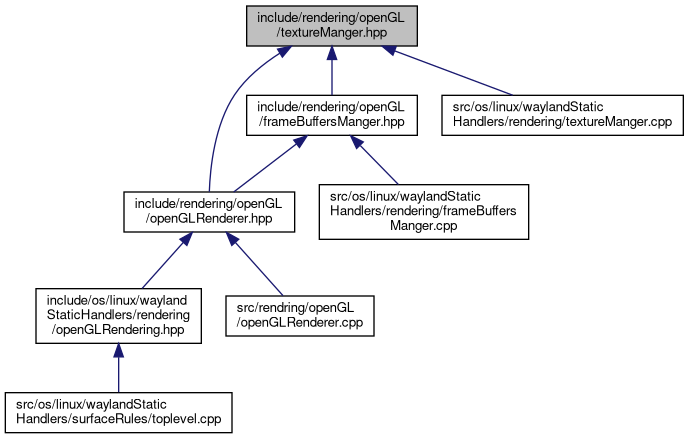 include/rendering/openGL
/textureManger.hpp
include/rendering/openGL
/frameBuffersManger.hpp
src/os/linux/waylandStatic
Handlers/rendering/textureManger.cpp
include/rendering/openGL
/openGLRenderer.hpp
src/os/linux/waylandStatic
Handlers/rendering/frameBuffers
Manger.cpp
include/os/linux/wayland
StaticHandlers/rendering
/openGLRendering.hpp
src/rendring/openGL
/openGLRenderer.cpp
src/os/linux/waylandStatic
Handlers/surfaceRules/toplevel.cpp